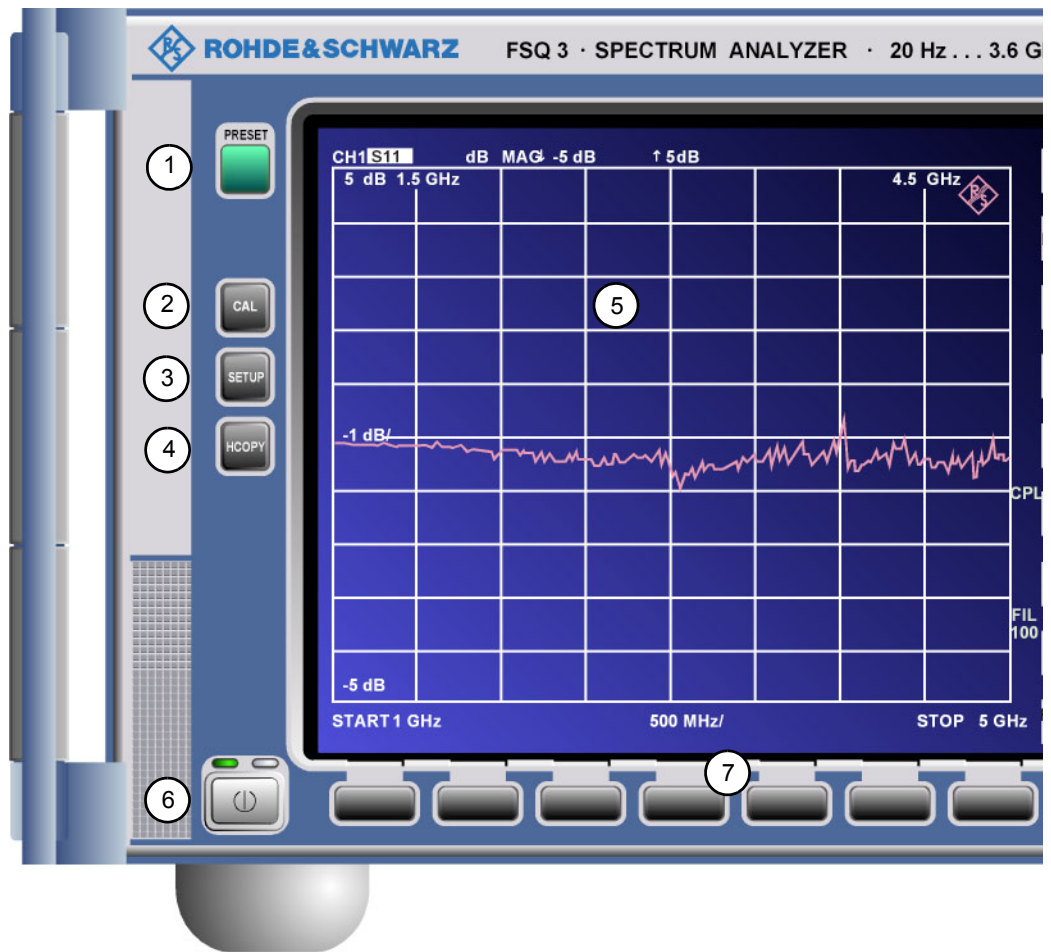 ROHDE&SCHWARZ FSQ 3 · SPECTRUM ANALYZER · 20 Hz . . . 3.6 G
PRESET
1
CH1 S11 dB MAG -5 dB ↑ 5dB
5 dB 1.5 GHz 4.5 GHz
R&S
2
CAL
5
3
SETUP
4
HCOPY
-1 dB/
CPL
FIL
100
-5 dB
START 1 GHz 500 MHz/ STOP 5 GHz
7
6